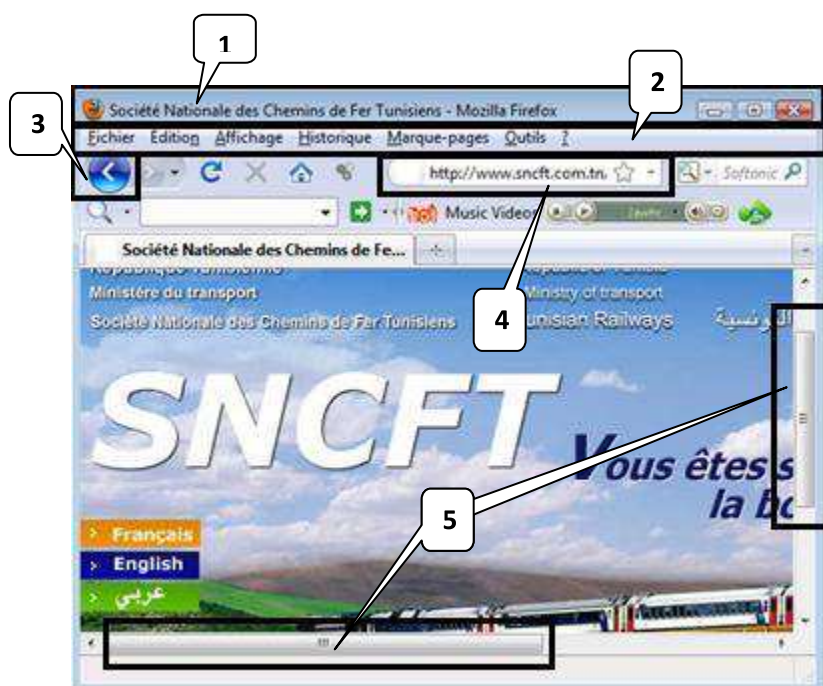 1
2
3
Société Nationale des Chemins de Fer Tunisiens - Mozilla Firefox
Fichier Edition Affichage Historique Marque-pages Outils ?
http://www.sncft.com.tn.
Softonic
Music Videos
Société Nationale des Chemins de Fe...
Ministère du transport
Ministry of transport
Société Nationale des Chemins de Fer Tunisiens
4
unisian Railways
SNCFT
Vous êtes s
la bo
5
Français
English
عربي